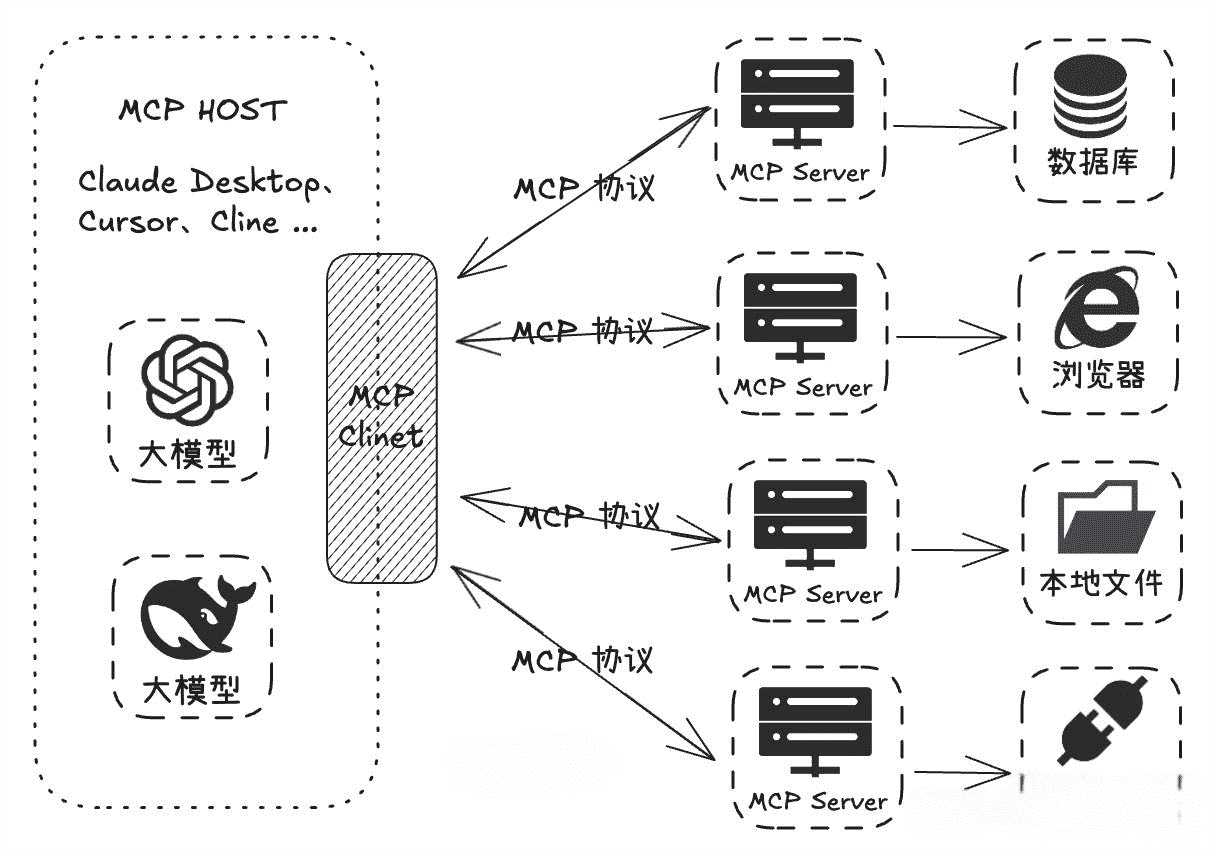 MCP HOST
Claude Desktop、
Cursor、Cline ...
大模型
大模型
MCP
Clinet
MCP 协议
MCP 协议
MCP 协议
MCP 协议
MCP Server
数据库
MCP Server
浏览器
MCP Server
本地文件
MCP Server